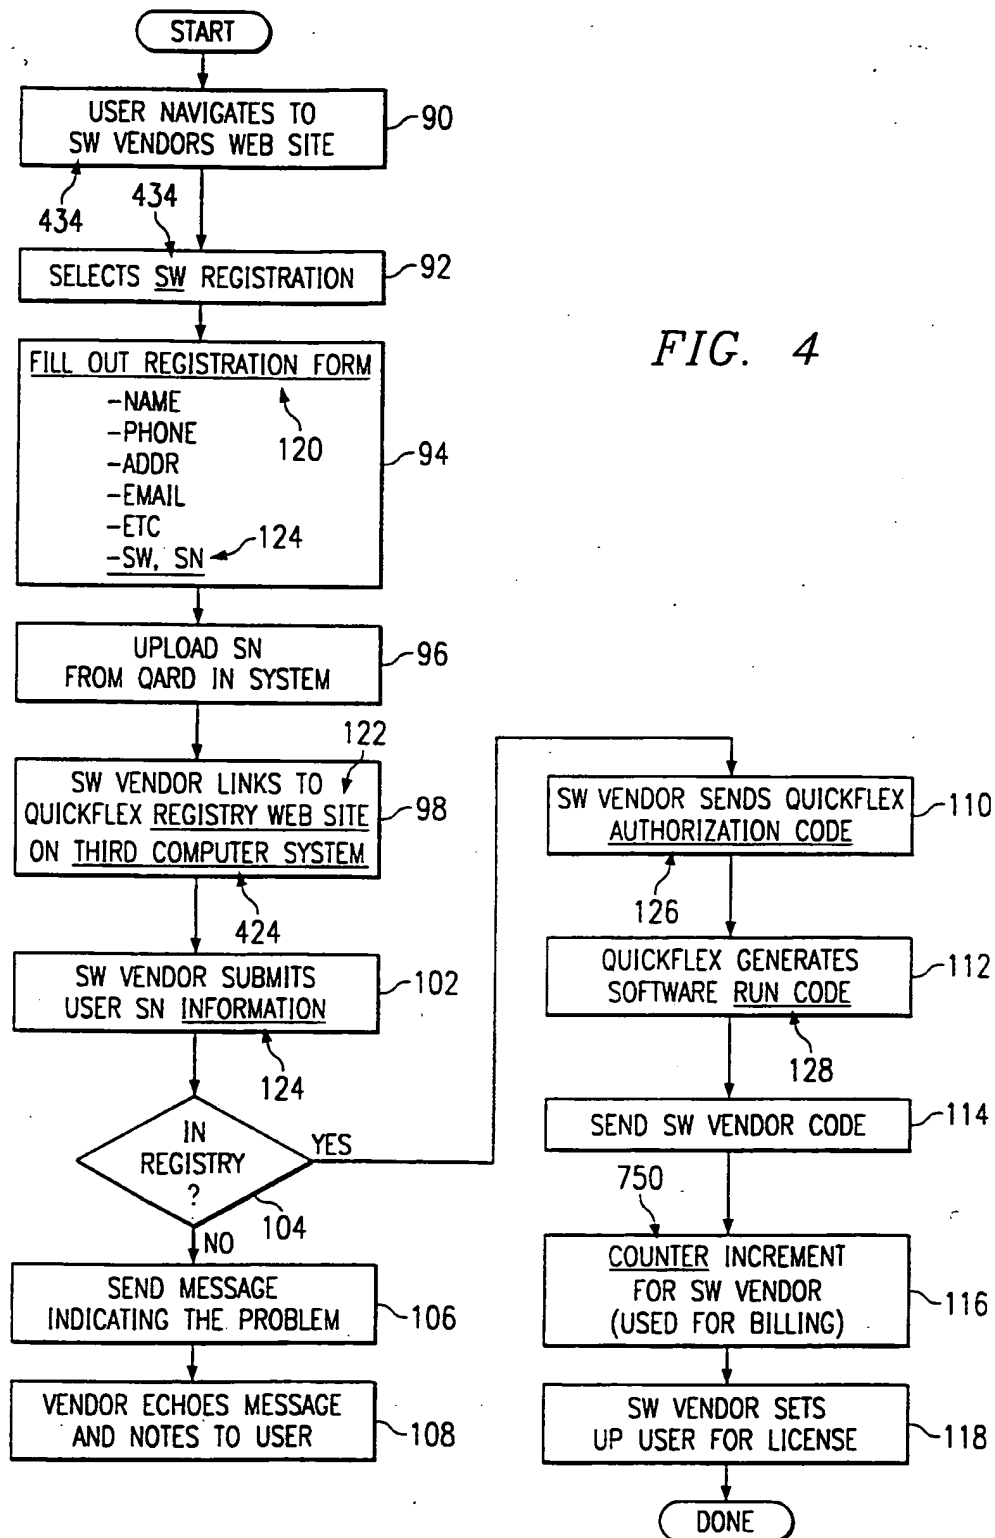 START
USER NAVIGATES TO
SW VENDORS WEB SITE
90
434
434
SELECTS SW REGISTRATION
92
FILL OUT REGISTRATION FORM
-NAME
-PHONE
-ADDR
-EMAIL
-ETC
-SW, SN
120
124
94
UPLOAD SN
FROM QARD IN SYSTEM
96
122
SW VENDOR LINKS TO
QUICKFLEX REGISTRY WEB SITE
ON THIRD COMPUTER SYSTEM
98
424
SW VENDOR SUBMITS
USER SN INFORMATION
102
124
IN
REGISTRY
?
YES
104
NO
SEND MESSAGE
INDICATING THE PROBLEM
106
VENDOR ECHOES MESSAGE
AND NOTES TO USER
108
FIG. 4
SW VENDOR SENDS QUICKFLEX
AUTHORIZATION CODE
110
126
QUICKFLEX GENERATES
SOFTWARE RUN CODE
112
128
SEND SW VENDOR CODE
114
750
COUNTER INCREMENT
FOR SW VENDOR
(USED FOR BILLING)
116
SW VENDOR SETS
UP USER FOR LICENSE
118
DONE